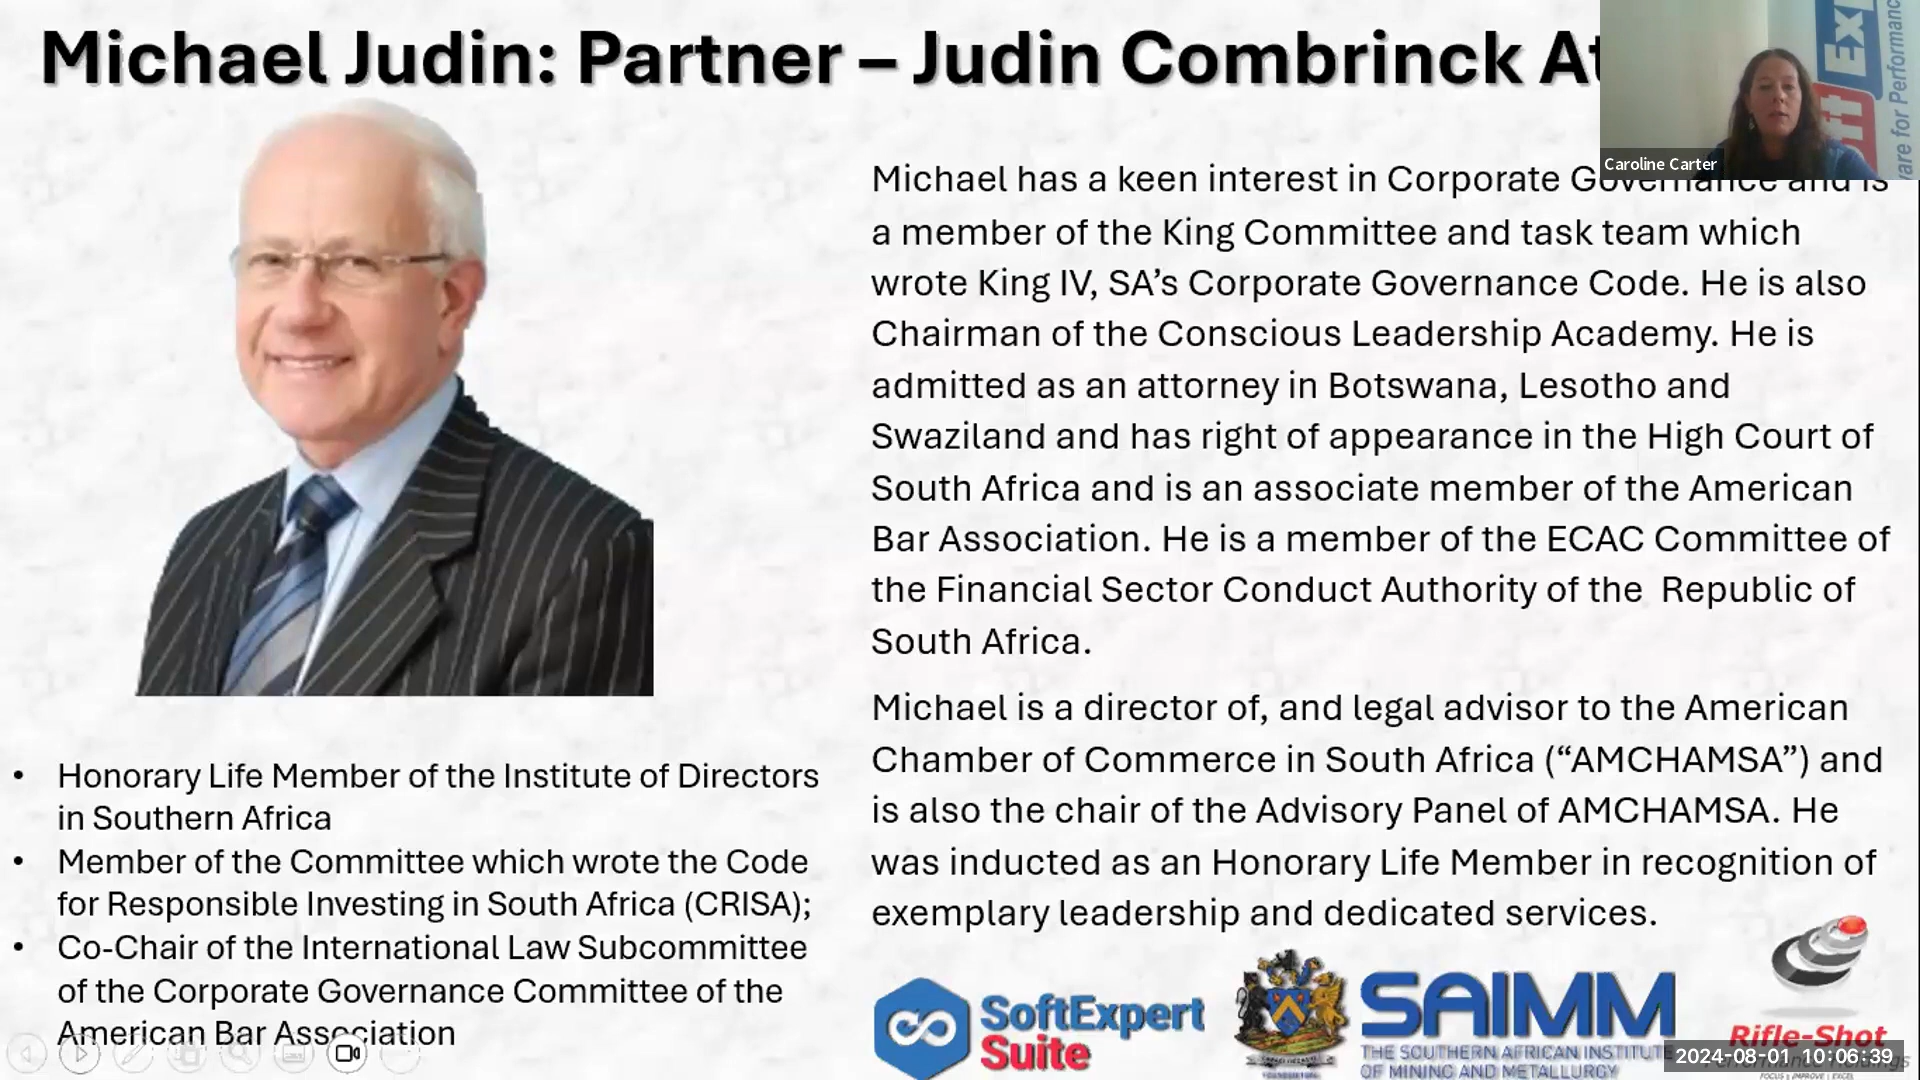 Michael Judin: Partner – Judin Combrinck
Caroline Carter
Michael has a keen interest in Corporate Governance and is
a member of the King Committee and task team which
wrote King IV, SA’s Corporate Governance Code. He is also
Chairman of the Conscious Leadership Academy. He is
admitted as an attorney in Botswana, Lesotho and
Swaziland and has right of appearance in the High Court of
South Africa and is an associate member of the American
Bar Association. He is a member of the ECAC Committee of
the Financial Sector Conduct Authority of the Republic of
South Africa.
Michael is a director of, and legal advisor to the American
Chamber of Commerce in South Africa (“AMCHAMSA”) and
is also the chair of the Advisory Panel of AMCHAMSA. He
was inducted as an Honorary Life Member in recognition of
exemplary leadership and dedicated services.
• Honorary Life Member of the Institute of Directors
in Southern Africa
• Member of the Committee which wrote the Code
for Responsible Investing in South Africa (CRISA);
• Co-Chair of the International Law Subcommittee
of the Corporate Governance Committee of the
American Bar Association
SoftExpert
Suite
SAIMM
THE SOUTHERN AFRICAN INSTITUTE
OF MINING AND METALLURGY
Rifle-Shot
2024-08-01 10:06:39
FOCUS | IMPROVE | EXCEL